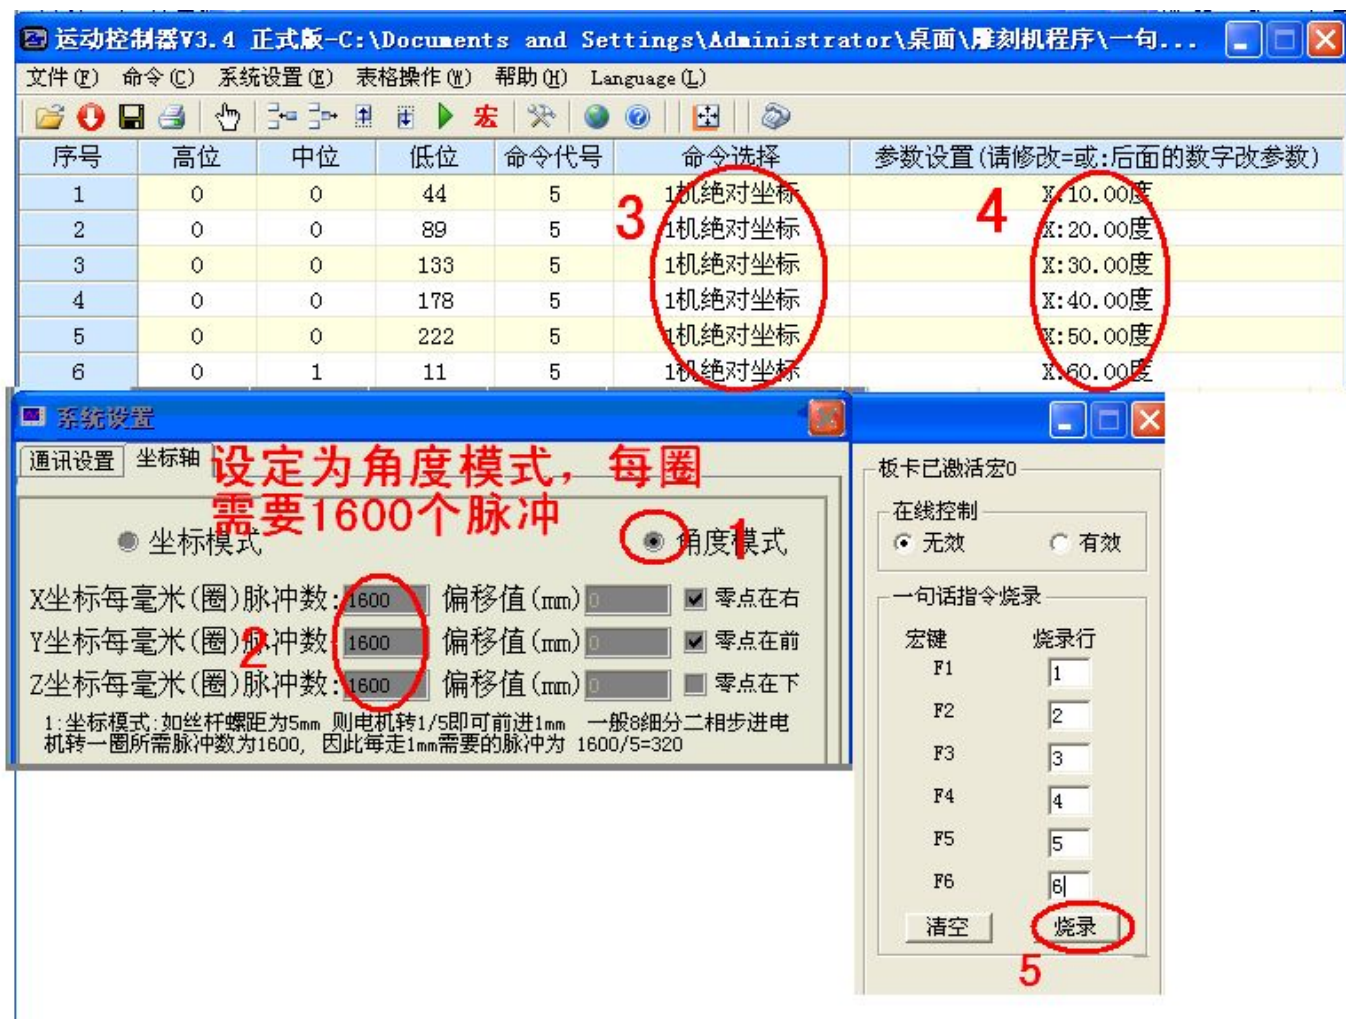 运动控制器V3.4 正式版-C:\Documents and Settings\Administrator\桌面\雕刻机程序\一句...
文件(F) 命令(C) 系统设置(E) 表格操作(W) 帮助(H) Language(L)
宏
序号 高位 中位 低位 命令代号 命令选择 参数设置(请修改=或:后面的数字改参数)
1 0 0 44 5 1机绝对坐标 X:10.00度
2 0 0 89 5 1机绝对坐标 X:20.00度
3 0 0 133 5 1机绝对坐标 X:30.00度
4 0 0 178 5 1机绝对坐标 X:40.00度
5 0 0 222 5 1机绝对坐标 X:50.00度
6 0 1 11 5 1机绝对坐标 X:60.00度
3
4
系统设置
通讯设置 坐标轴
设定为角度模式，每圈
需要1600个脉冲
坐标模式 角度模式
1
X坐标每毫米(圈)脉冲数: 1600 偏移值(mm) 0 零点在右
Y坐标每毫米(圈)脉冲数: 1600 偏移值(mm) 0 零点在前
Z坐标每毫米(圈)脉冲数: 1600 偏移值(mm) 0 零点在下
2
1:坐标模式:如丝杆螺距为5mm 则电机转1/5即可前进1mm 一般8细分二相步进电
机转一圈所需脉冲数为1600, 因此每走1mm需要的脉冲为 1600/5=320
板卡已激活宏0
在线控制
无效 有效
一句话指令烧录
宏键 烧录行
F1 1
F2 2
F3 3
F4 4
F5 5
F6 6
清空 烧录
5